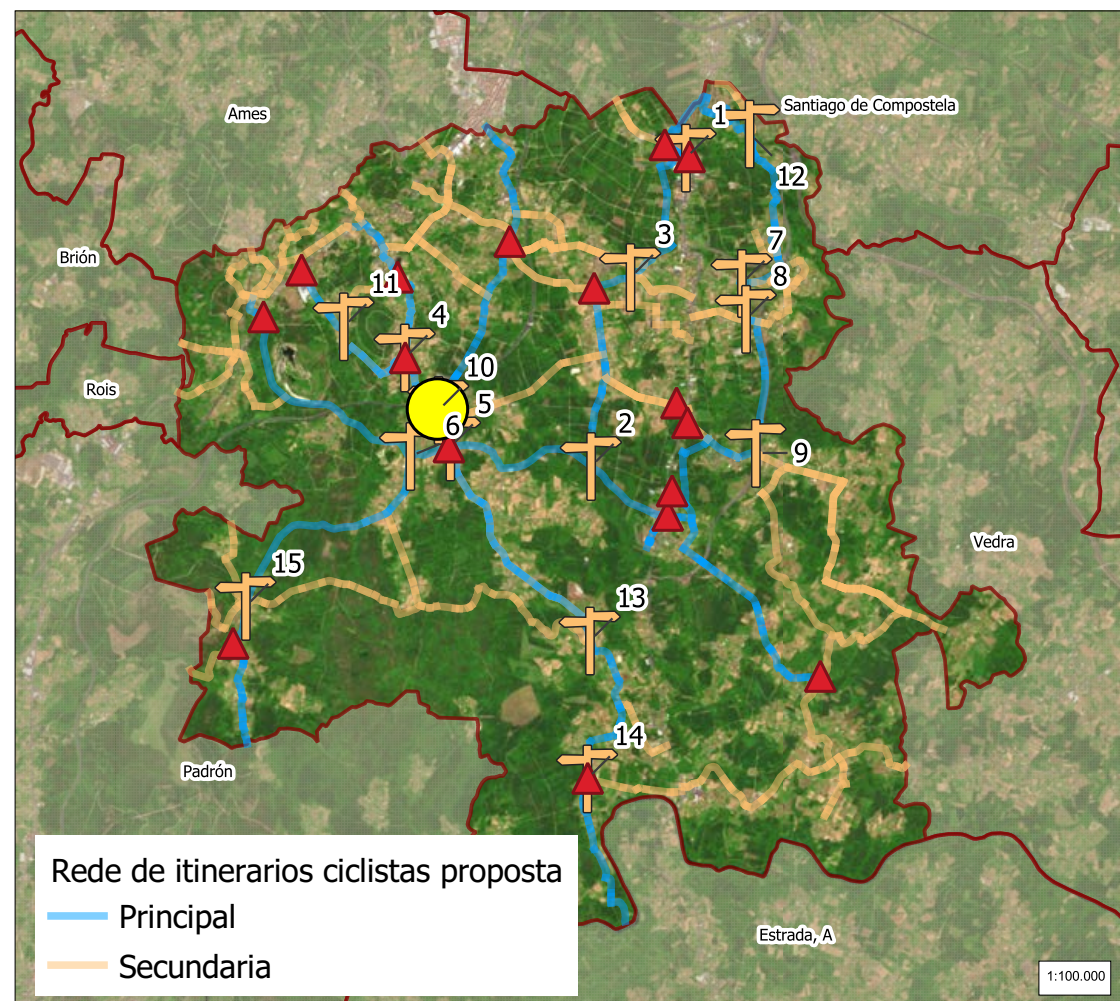 Ames
Santiago de Compostela
1
12
Brión
3
7
8
11
4
Rois
10
5
6
2
9
Vedra
15
13
14
Padrón
Estrada, A
Rede de itinerarios ciclistas proposta
Principal
Secundaria
1:100.000